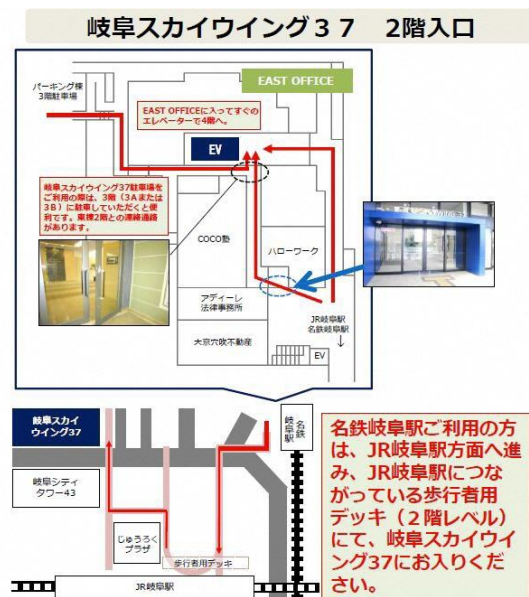 岐阜スカイウイング３７　2階入口
EAST OFFICE
パーキング棟
3階駐車場
EAST OFFICEに入ってすぐの
エレベーターで4階へ。
EV
岐阜スカイウイング37駐車場を
ご利用の際は、3階（3Aまたは
3B）に駐車していただくと便
利です。東棟2階との連絡通路
があります。
COCO塾
ハローワーク
アディーレ
法律事務所
大京穴吹不動産
JR岐阜駅
名鉄岐阜駅
↓
EV
岐阜スカイ
ウイング37
名鉄
岐阜駅
岐阜シティ
タワー43
じゅうろく
プラザ
歩行者用デッキ
JR岐阜駅
名鉄岐阜駅ご利用の方
は、JR岐阜駅方面へ進
み、JR岐阜駅につな
がっている歩行者用
デッキ（２階レベル）
にて、岐阜スカイウイ
ング37にお入りくだ
さい。